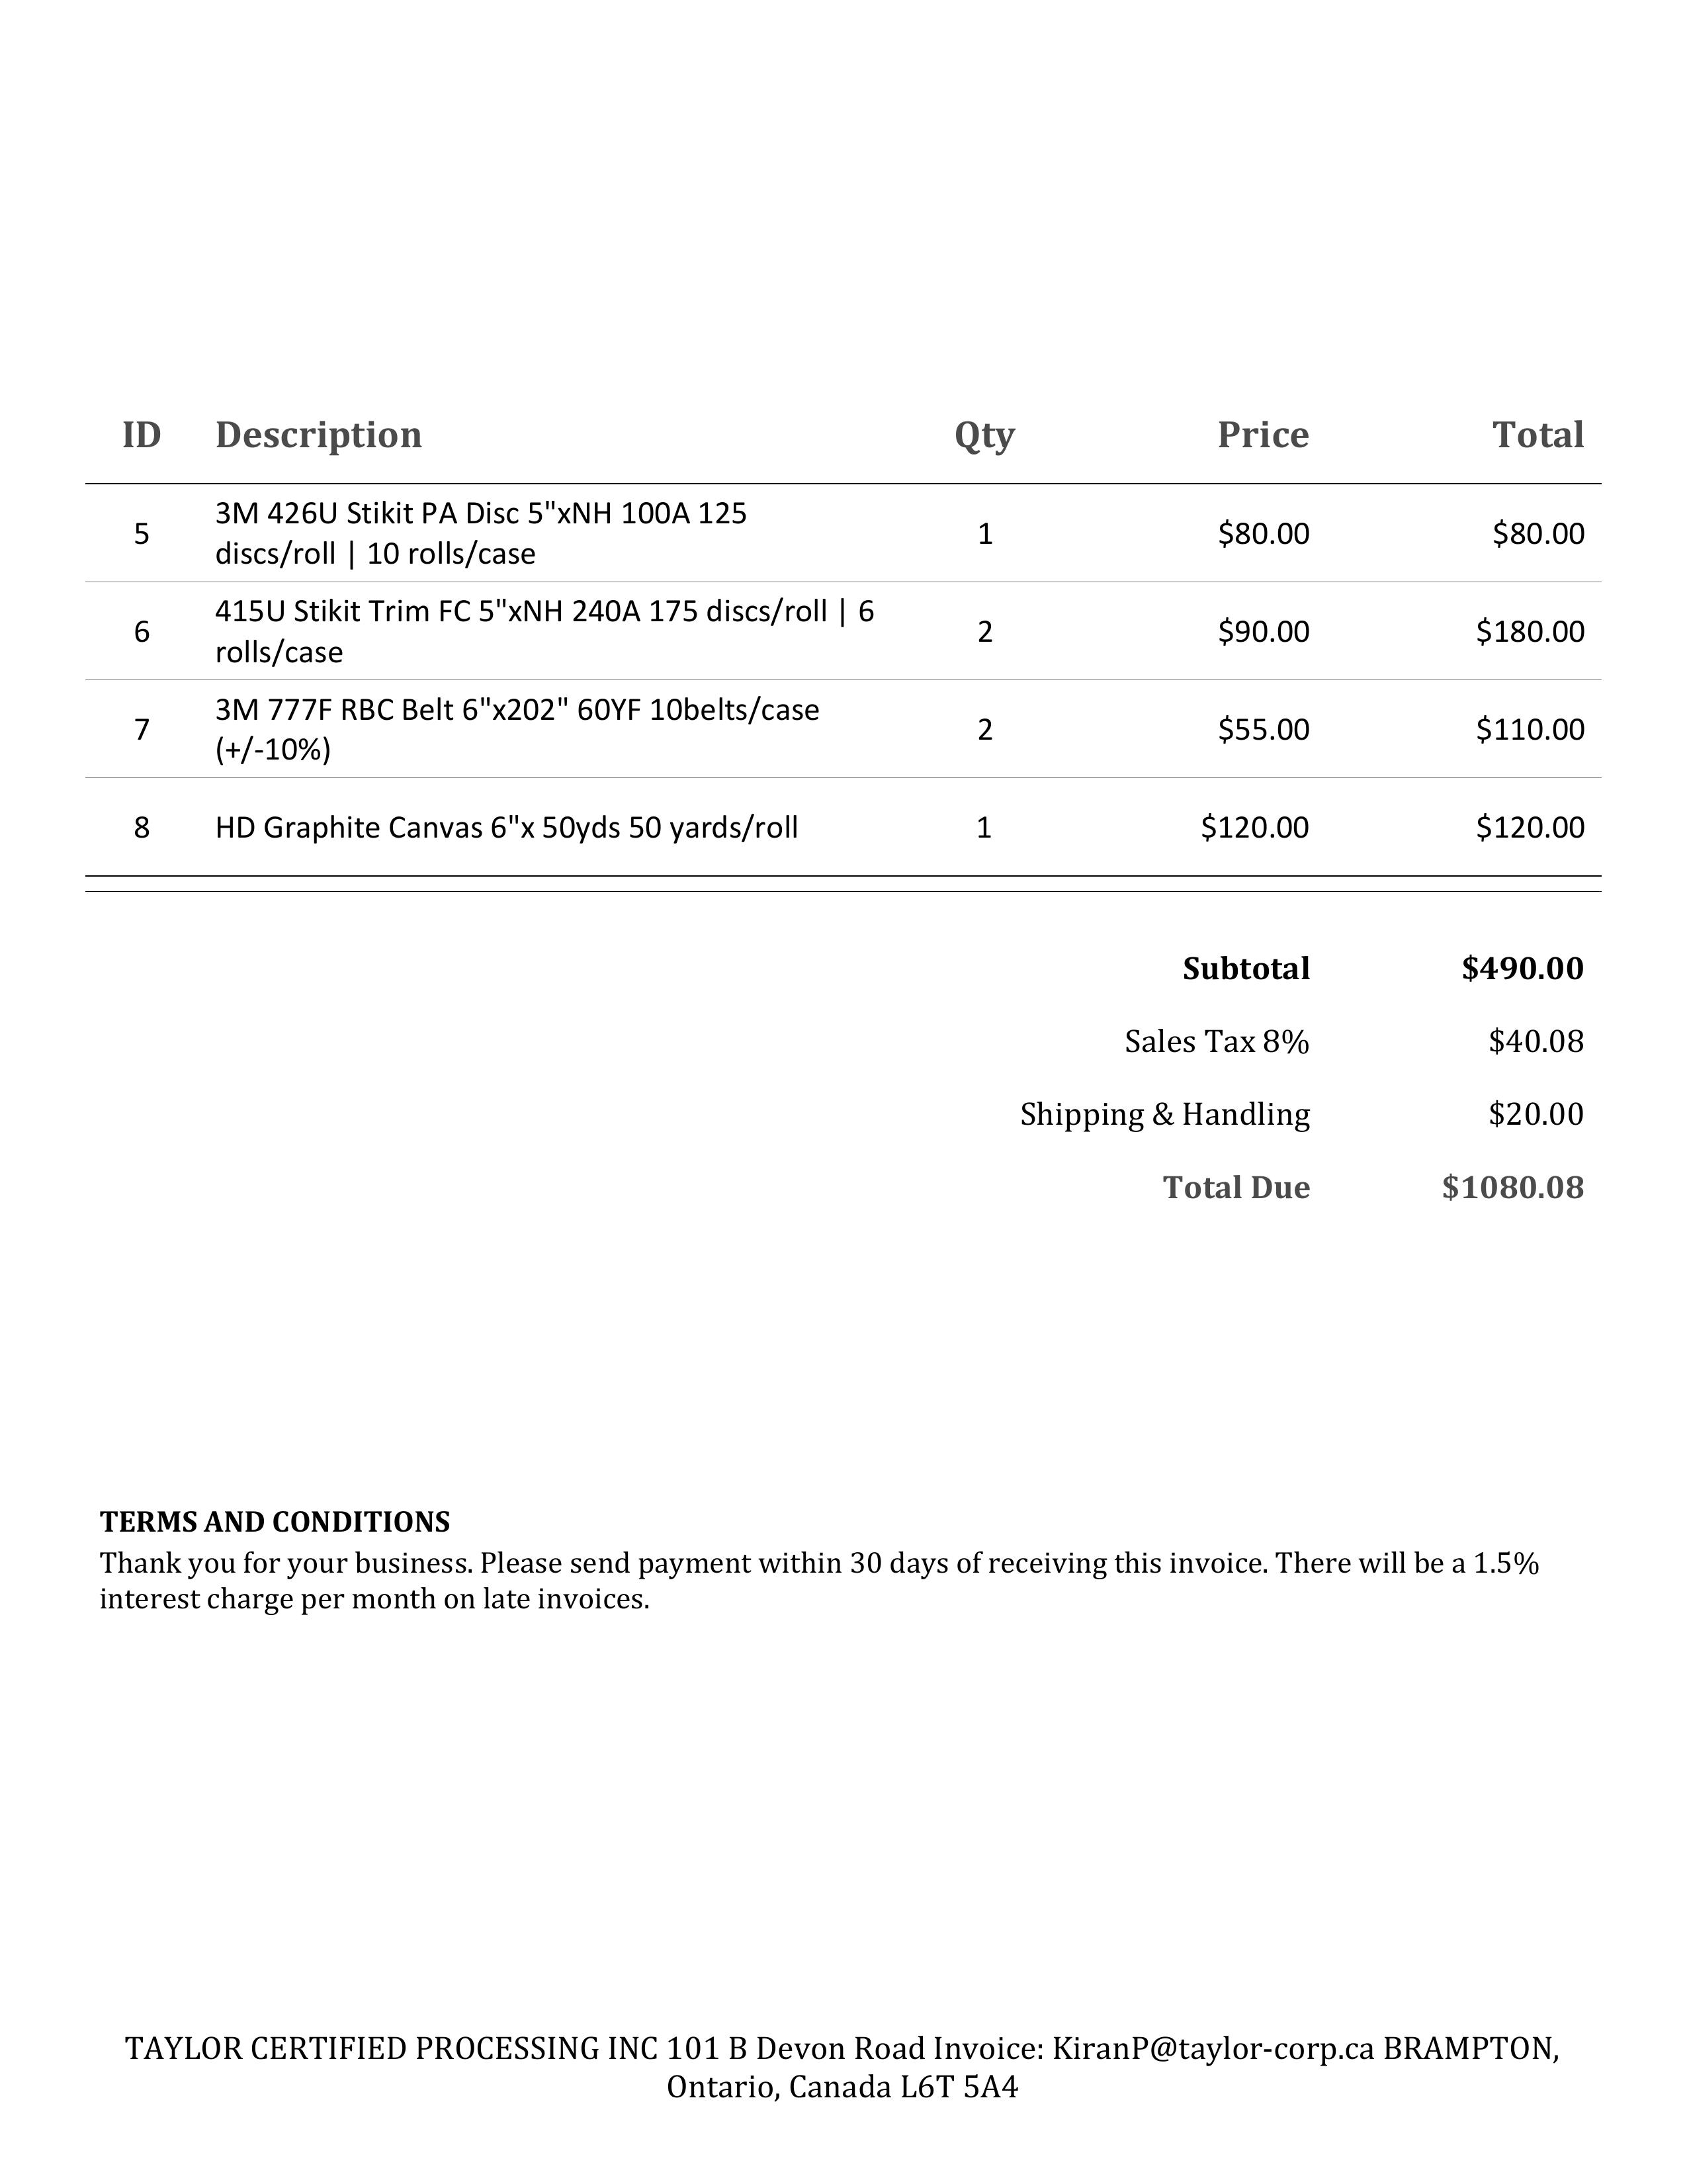 ID Description Qty Price Total
5 3M 426U Stikit PA Disc 5"xNH 100A 125 discs/roll | 10 rolls/case 1 $80.00 $80.00
6 415U Stikit Trim FC 5"xNH 240A 175 discs/roll | 6 rolls/case 2 $90.00 $180.00
7 3M 777F RBC Belt 6"x202" 60YF 10belts/case (+/-10%) 2 $55.00 $110.00
8 HD Graphite Canvas 6"x 50yds 50 yards/roll 1 $120.00 $120.00
Subtotal $490.00
Sales Tax 8% $40.08
Shipping & Handling $20.00
Total Due $1080.08
TERMS AND CONDITIONS
Thank you for your business. Please send payment within 30 days of receiving this invoice. There will be a 1.5%
interest charge per month on late invoices.
TAYLOR CERTIFIED PROCESSING INC 101 B Devon Road Invoice: KiranP@taylor-corp.ca BRAMPTON,
Ontario, Canada L6T 5A4